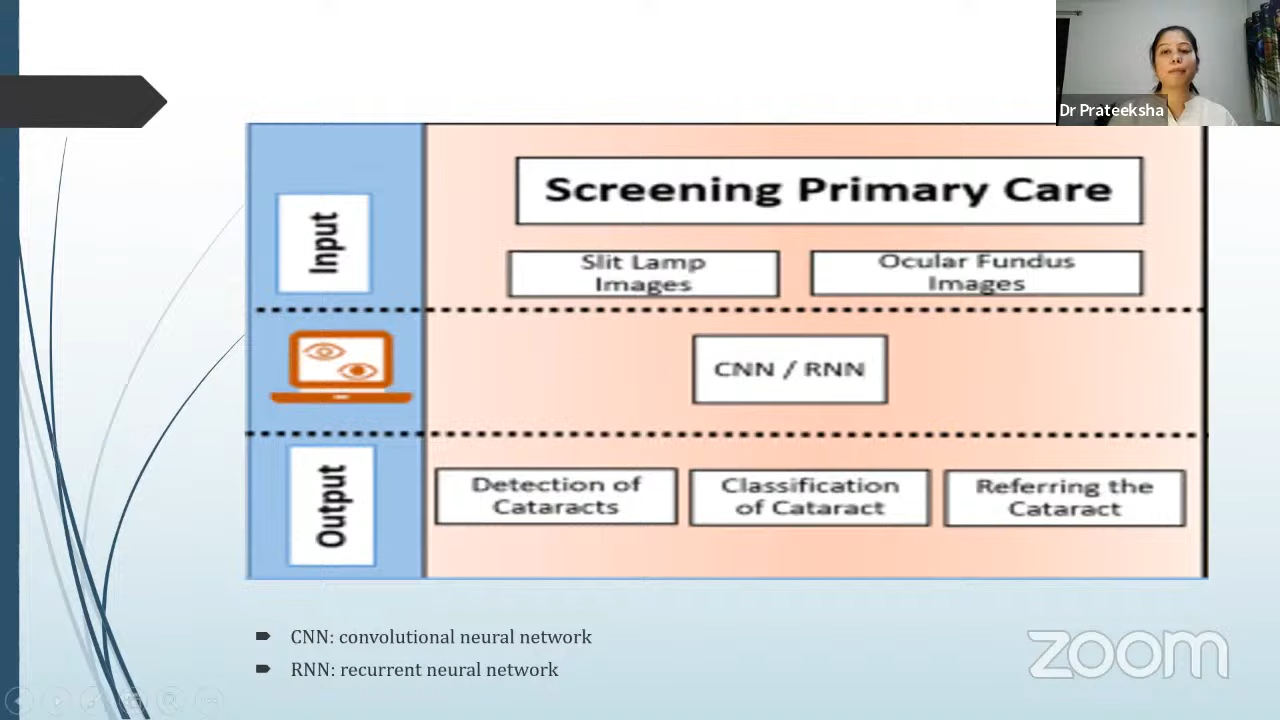 Dr Prateeksha
Screening Primary Care
Input
Slit Lamp
Images
Ocular Fundus
Images
CNN / RNN
Output
Detection of
Cataracts
Classification
of Cataract
Referring the
Cataract
CNN: convolutional neural network
RNN: recurrent neural network
zoom